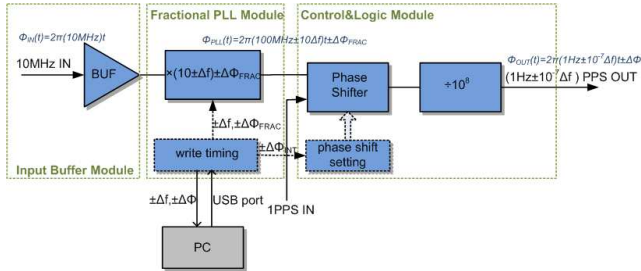 Fractional PLL Module
Control&Logic Module
Φ_IN(t)=2π(10MHz)t
Φ_PLL(t)=2π(100MHz±10Δf)t±ΔΦ_FRAC
Φ_OUT(t)=2π(1Hz±10⁻⁷Δf)t±ΔΦ
10MHz IN
BUF
×(10±Δf)±ΔΦ_FRAC
Phase
Shifter
÷10⁸
(1Hz±10⁻⁷Δf ) PPS OUT
±Δf,±ΔΦ_FRAC
write timing
±ΔΦ_INT
phase shift
setting
Input Buffer Module
±Δf,±ΔΦ
USB port
1PPS IN
PC